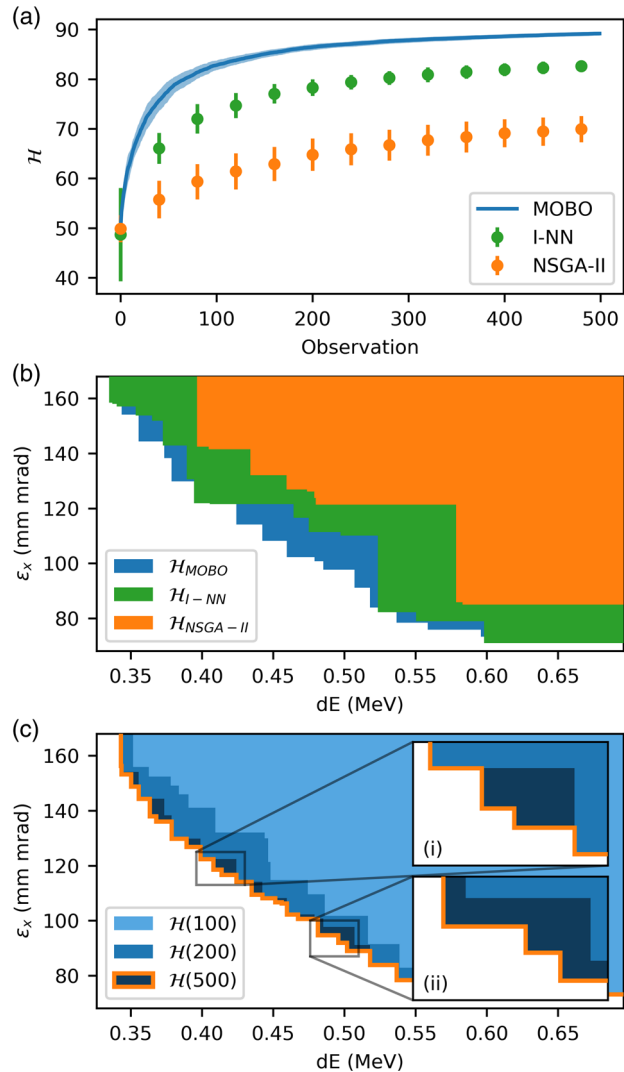 (a)
90
80
70
60
50
40
ℋ
MOBO
I-NN
NSGA-II
0 100 200 300 400 500
Observation
(b)
160
140
120
100
80
εₓ (mm mrad)
ℋ_MOBO
ℋ_I−NN
ℋ_NSGA−II
0.35 0.40 0.45 0.50 0.55 0.60 0.65
dE (MeV)
(c)
160
140
120
100
80
εₓ (mm mrad)
(i)
(ii)
ℋ(100)
ℋ(200)
ℋ(500)
0.35 0.40 0.45 0.50 0.55 0.60 0.65
dE (MeV)